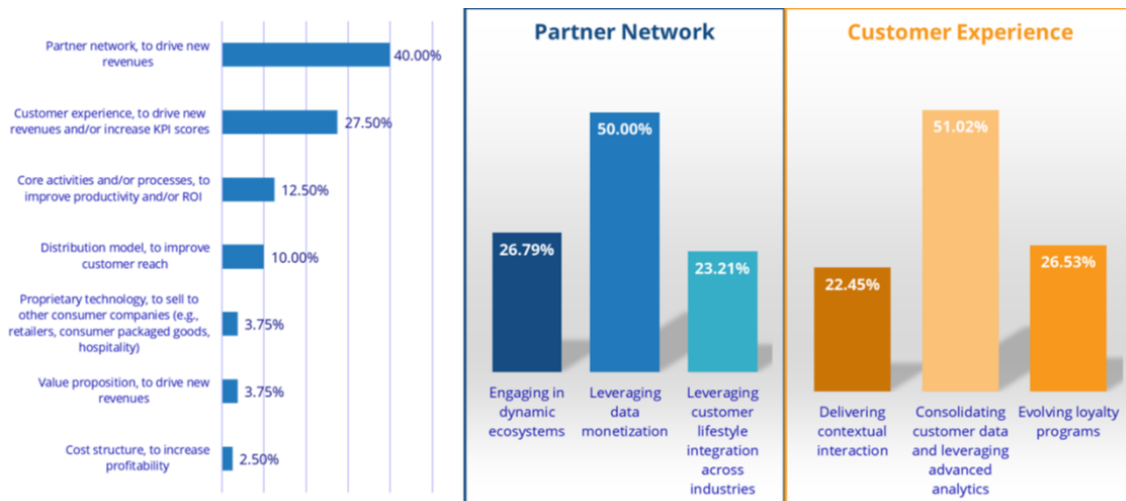 Partner network, to drive new
revenues
40.00%
Customer experience, to drive new
revenues and/or increase KPI scores
27.50%
Core activities and/or processes, to
improve productivity and/or ROI
12.50%
Distribution model, to improve
customer reach
10.00%
Proprietary technology, to sell to
other consumer companies (e.g.,
retailers, consumer packaged goods,
hospitality)
3.75%
Value proposition, to drive new
revenues
3.75%
Cost structure, to increase
profitability
2.50%
Partner Network
26.79%
50.00%
23.21%
Engaging in
dynamic
ecosystems
Leveraging
data
monetization
Leveraging
customer
lifestyle
integration
across
industries
Customer Experience
22.45%
51.02%
26.53%
Delivering
contextual
interaction
Consolidating
customer data
and leveraging
advanced
analytics
Evolving loyalty
programs